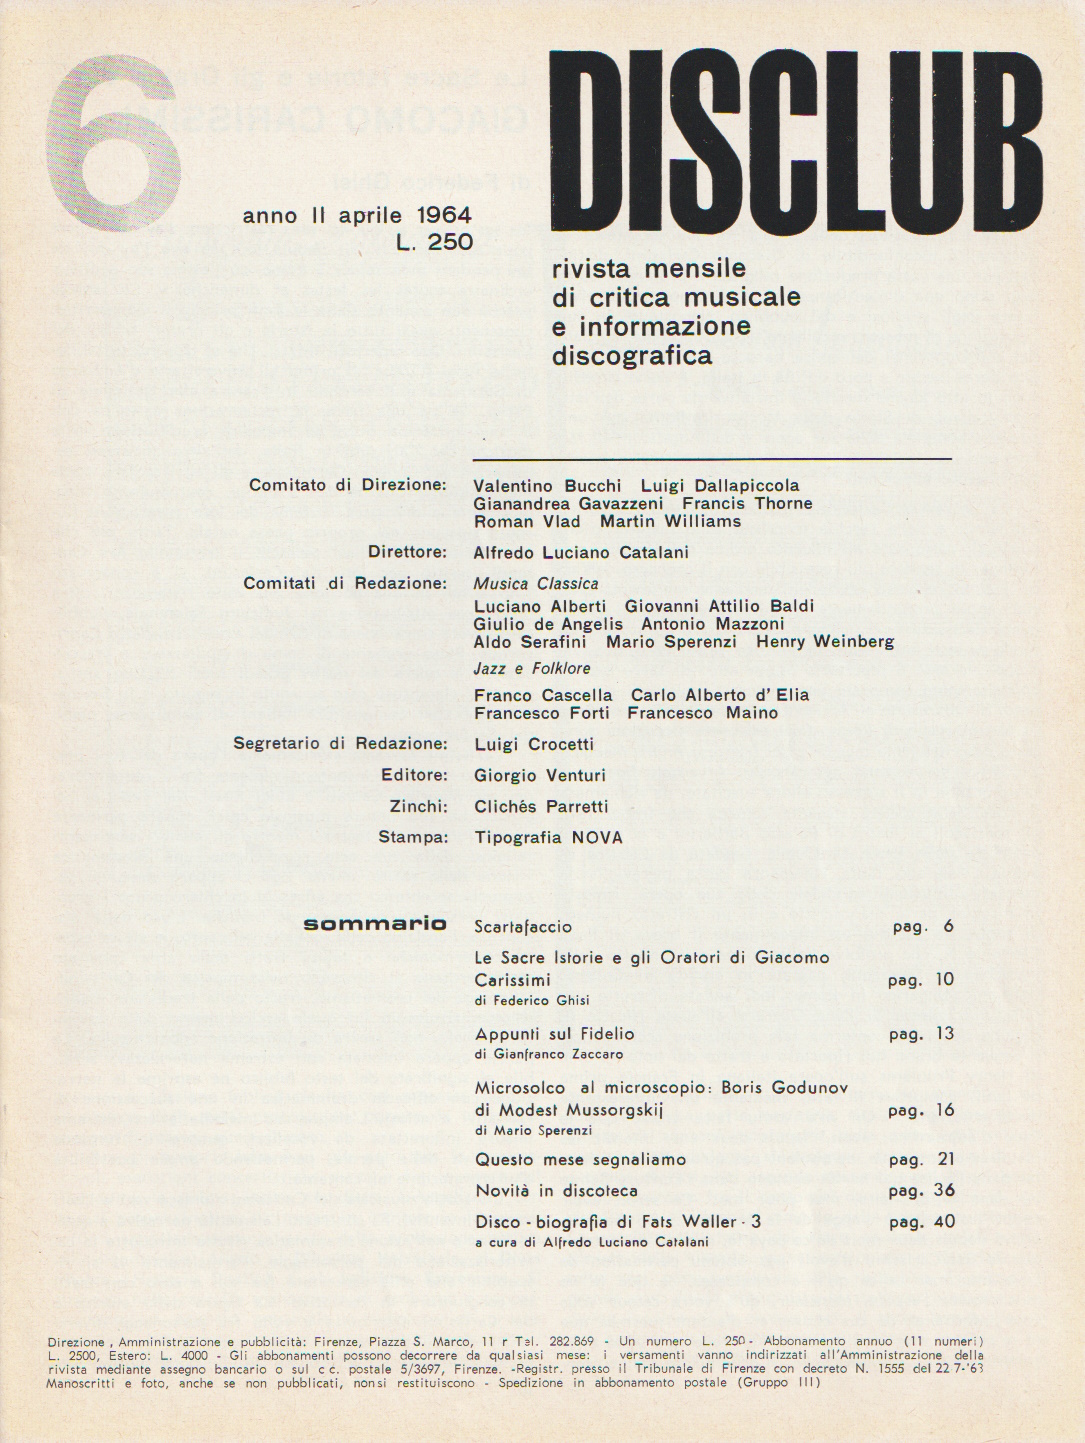 6
DISCLUB
anno II aprile 1964
L. 250
rivista mensile
di critica musicale
e informazione
discografica
Comitato di Direzione: Valentino Bucchi Luigi Dallapiccola
Gianandrea Gavazzeni Francis Thorne
Roman Vlad Martin Williams
Direttore: Alfredo Luciano Catalani
Comitati di Redazione: Musica Classica
Luciano Alberti Giovanni Attilio Baldi
Giulio de Angelis Antonio Mazzoni
Aldo Serafini Mario Sperenzi Henry Weinberg
Jazz e Folklore
Franco Cascella Carlo Alberto d' Elia
Francesco Forti Francesco Maino
Segretario di Redazione: Luigi Crocetti
Editore: Giorgio Venturi
Zinchi: Clichés Parretti
Stampa: Tipografia NOVA
sommario Scartafaccio pag. 6
Le Sacre Istorie e gli Oratori di Giacomo
Carissimi pag. 10
di Federico Ghisi
Appunti sul Fidelio pag. 13
di Gianfranco Zaccaro
Microsolco al microscopio: Boris Godunov
di Modest Mussorgskij pag. 16
di Mario Sperenzi
Questo mese segnaliamo pag. 21
Novità in discoteca pag. 36
Disco - biografia di Fats Waller - 3 pag. 40
a cura di Alfredo Luciano Catalani
Direzione, Amministrazione e pubblicità: Firenze, Piazza S. Marco, 11 r Tel. 282.869 - Un numero L. 250 - Abbonamento annuo (11 numeri)
L. 2500, Estero: L. 4000 - Gli abbonamenti possono decorrere da qualsiasi mese: i versamenti vanno indirizzati all'Amministrazione della
rivista mediante assegno bancario o sul c c. postale 5/3697, Firenze. -Registr. presso il Tribunale di Firenze con decreto N. 1555 del 22 7-'63
Manoscritti e foto, anche se non pubblicati, non si restituiscono - Spedizione in abbonamento postale (Gruppo III)